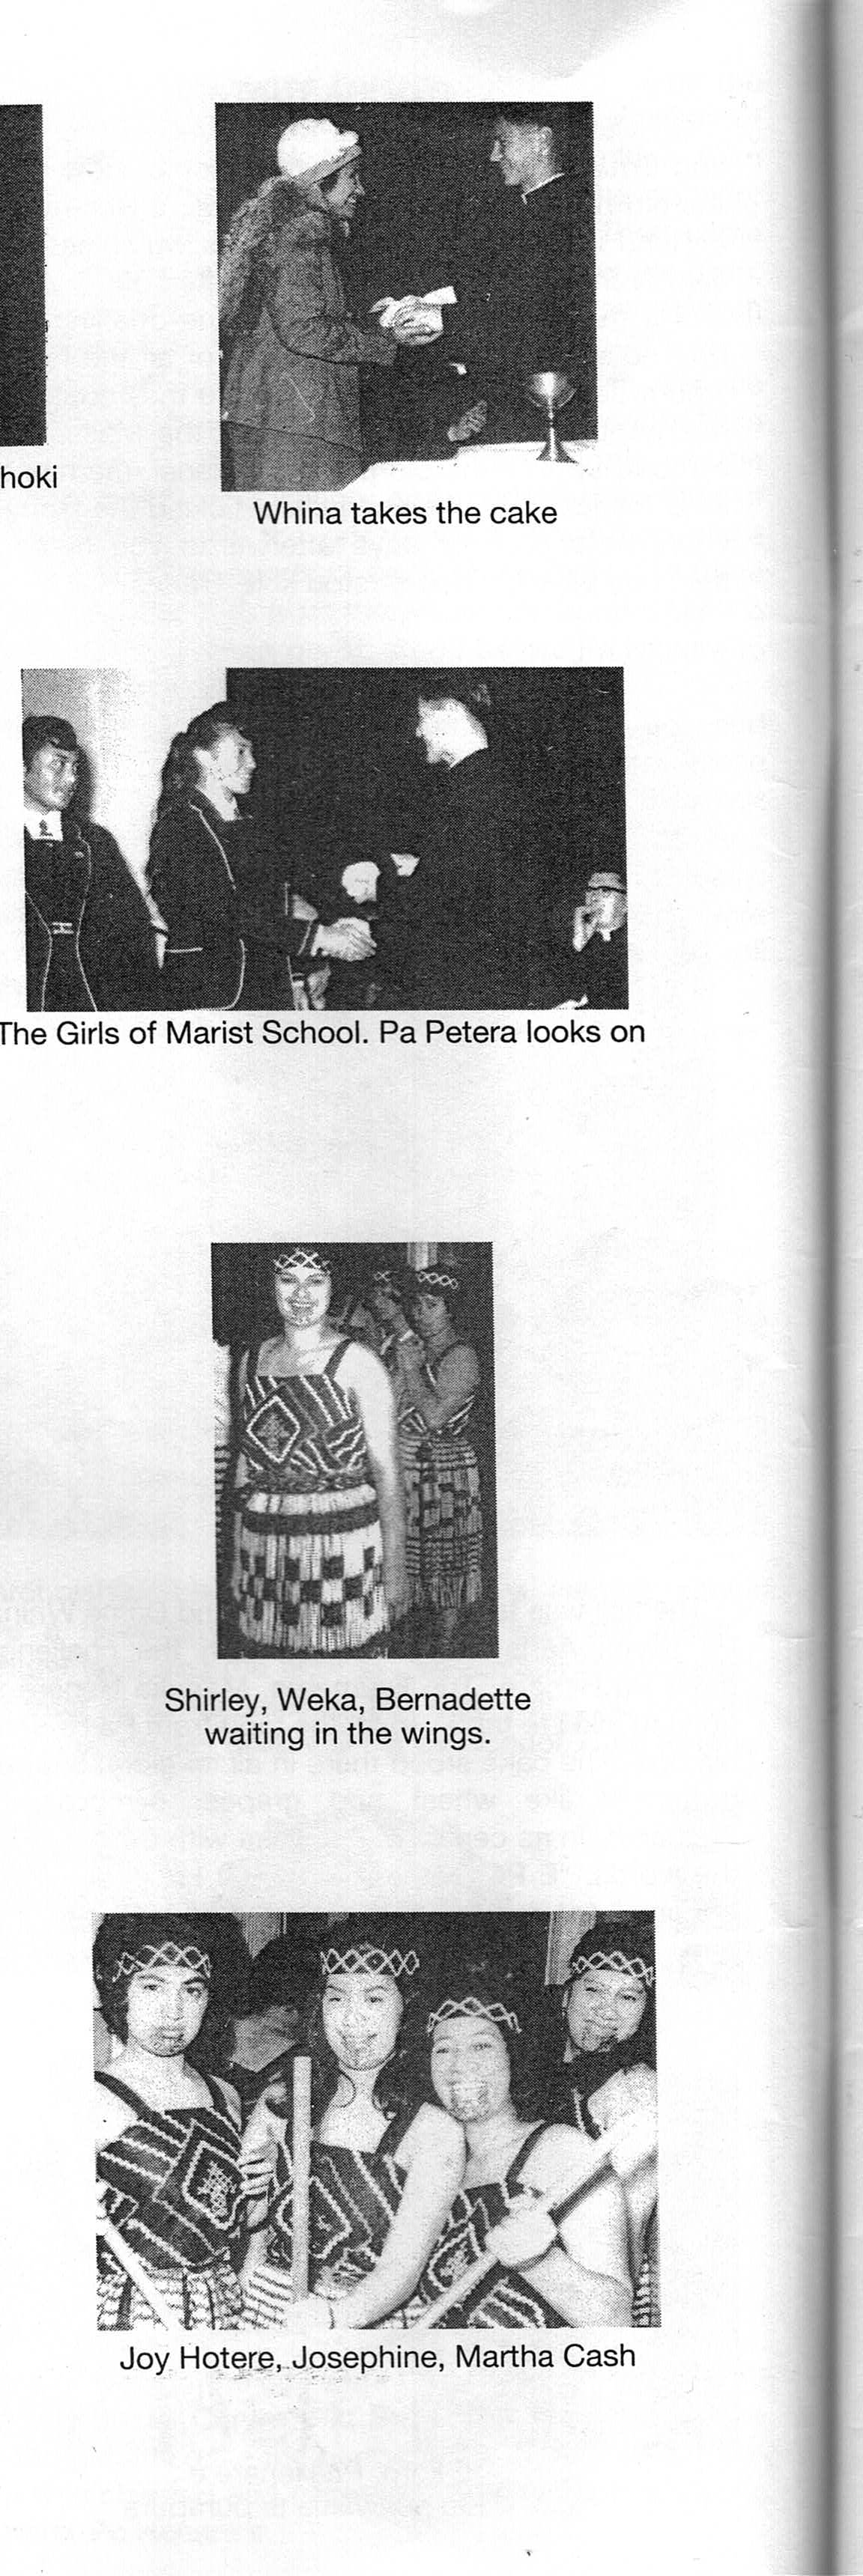 hoki
Whina takes the cake
The Girls of Marist School. Pa Petera looks on
Shirley, Weka, Bernadette
waiting in the wings.
Joy Hotere, Josephine, Martha Cash